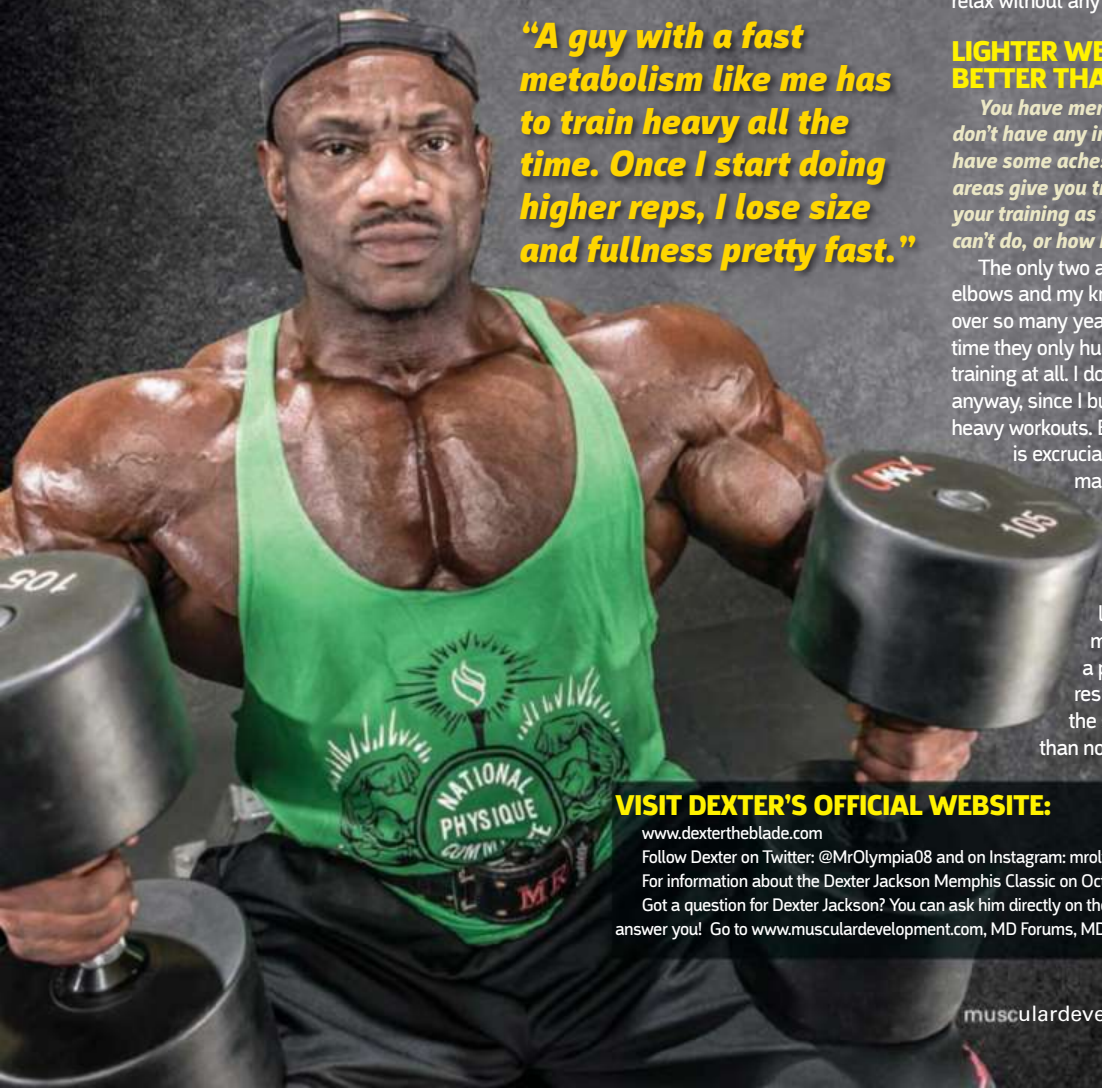 relax without any
“A guy with a fast
metabolism like me has
to train heavy all the
time. Once I start doing
higher reps, I lose size
and fullness pretty fast.”
LIGHTER WE
BETTER THA
You have mer
don’t have any in
have some aches
areas give you t
your training as
can’t do, or how
The only two a
elbows and my kn
over so many yea
time they only hu
training at all. I do
anyway, since I bu
heavy workouts. E
is excrucia
ma
l
m
a p
res
the
than no
UMAX
105
105
NATIONAL
PHYSIQUE
MR
VISIT DEXTER’S OFFICIAL WEBSITE:
www.dextertheblade.com
Follow Dexter on Twitter: @MrOlympia08 and on Instagram: mrol
For information about the Dexter Jackson Memphis Classic on Oc
Got a question for Dexter Jackson? You can ask him directly on the
answer you! Go to www.musculardevelopment.com, MD Forums, MD
musculardeve